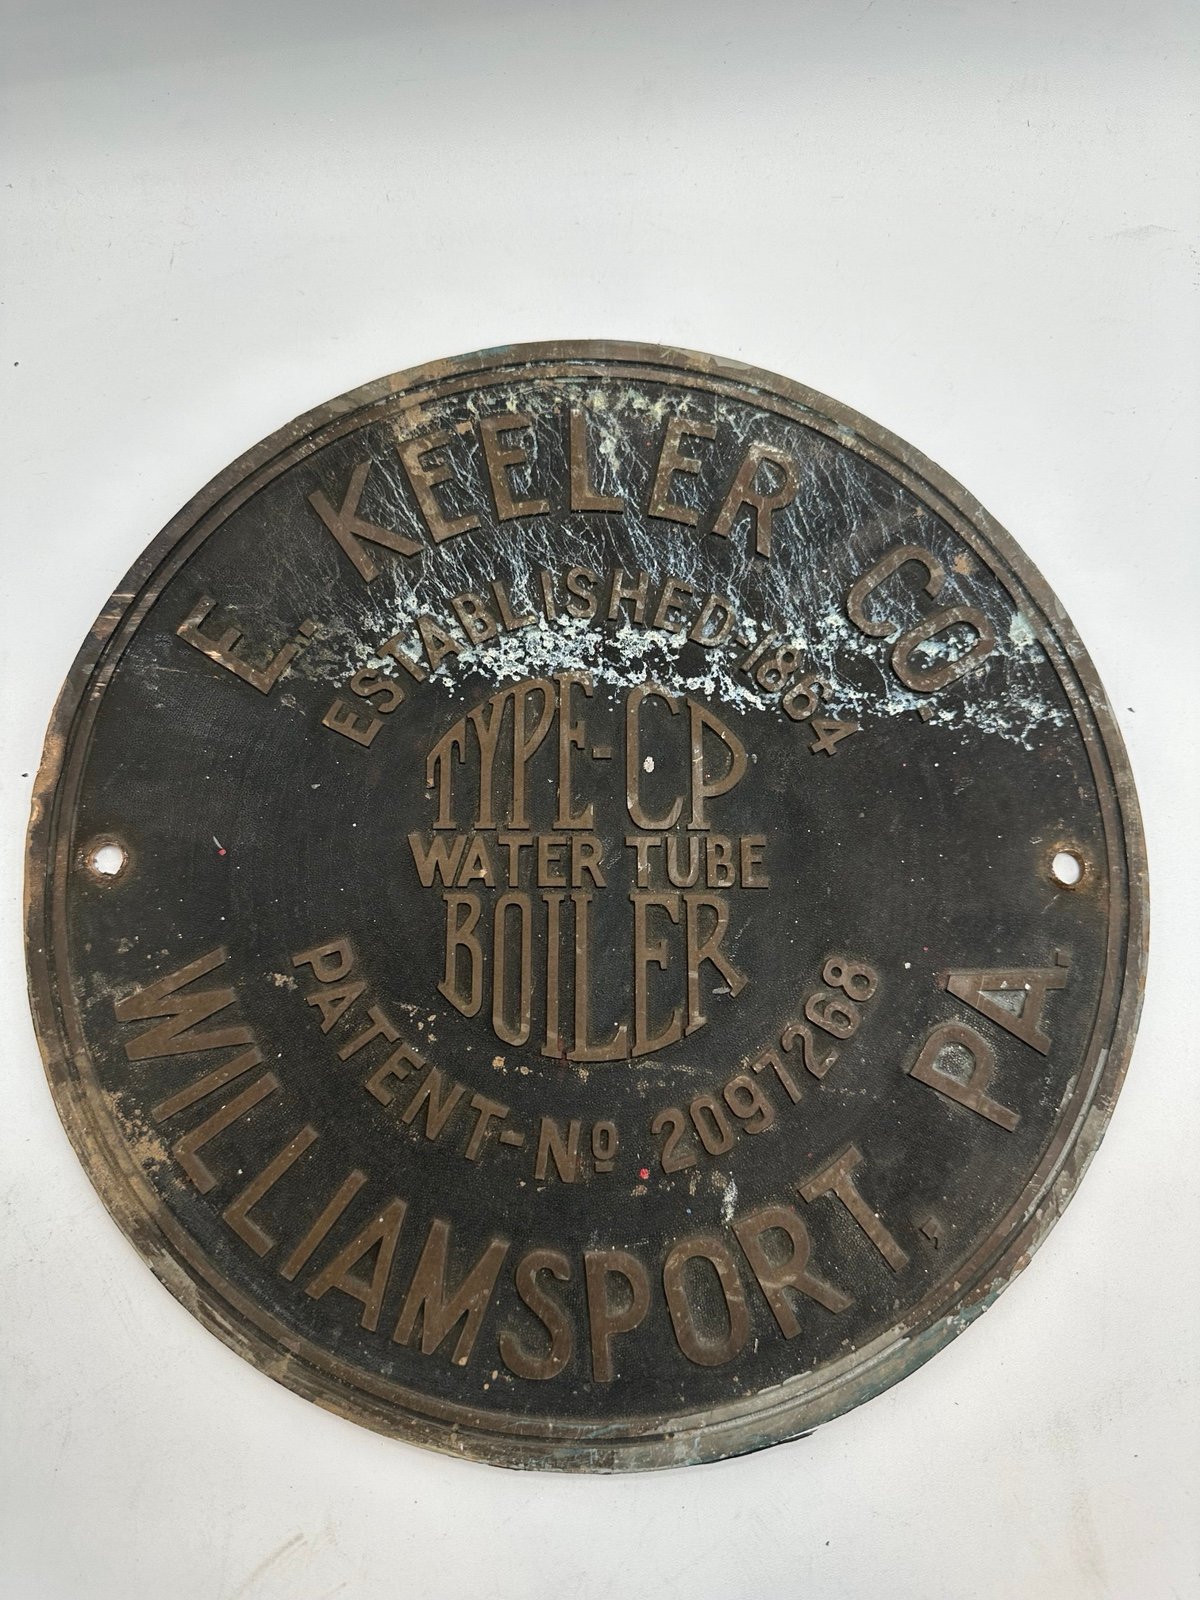 E. KEELER CO.
ESTABLISHED-1864
TYPE-CP
WATER TUBE
BOILER
PATENT-Nº 2097268
WILLIAMSPORT, PA.